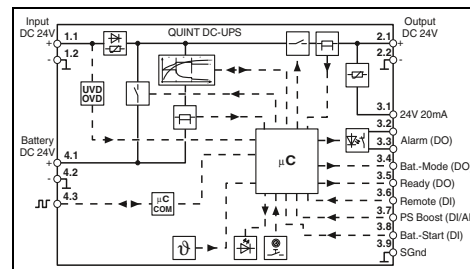 Input
DC 24V
QUINT DC-UPS
Output
DC 24V
1.1
+
1.2
-
2.1
+
2.2
-
UVD
OVD
3.1
24V 20mA
3.2
Alarm (DO)
3.3
Battery
DC 24V
4.1
+
4.2
-
4.3
μC
COM
μC
3.4
Bat.-Mode (DO)
3.5
Ready (DO)
3.6
Remote (DI)
3.7
PS Boost (DI/AI
3.8
Bat.-Start (DI)
3.9
SGnd
ϑ
@